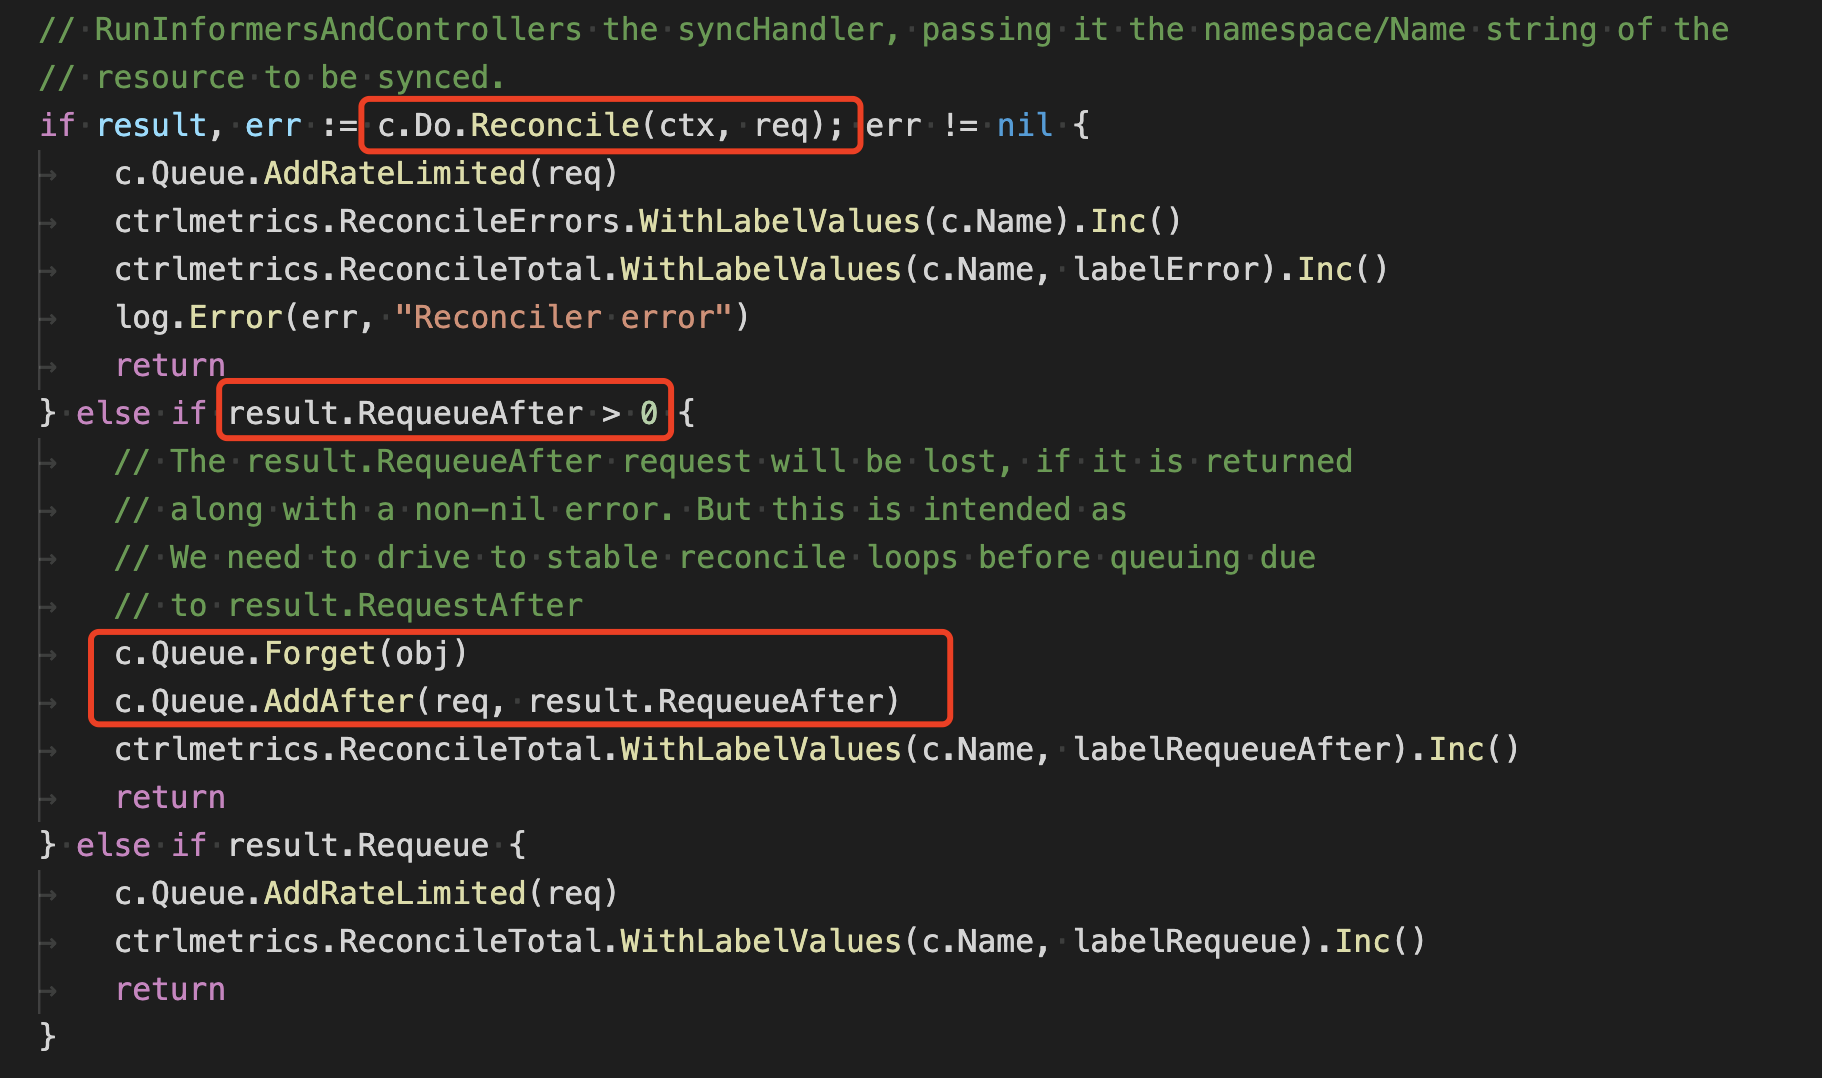 // RunInformersAndControllers the syncHandler, passing it the namespace/Name string of the
// resource to be synced.
if result, err := c.Do.Reconcile(ctx, req); err != nil {
c.Queue.AddRateLimited(req)
ctrlmetrics.ReconcileErrors.WithLabelValues(c.Name).Inc()
ctrlmetrics.ReconcileTotal.WithLabelValues(c.Name, labelError).Inc()
log.Error(err, "Reconciler error")
return
} else if result.RequeueAfter > 0 {
// The result.RequeueAfter request will be lost, if it is returned
// along with a non-nil error. But this is intended as
// We need to drive to stable reconcile loops before queuing due
// to result.RequestAfter
c.Queue.Forget(obj)
c.Queue.AddAfter(req, result.RequeueAfter)
ctrlmetrics.ReconcileTotal.WithLabelValues(c.Name, labelRequeueAfter).Inc()
return
} else if result.Requeue {
c.Queue.AddRateLimited(req)
ctrlmetrics.ReconcileTotal.WithLabelValues(c.Name, labelRequeue).Inc()
return
}